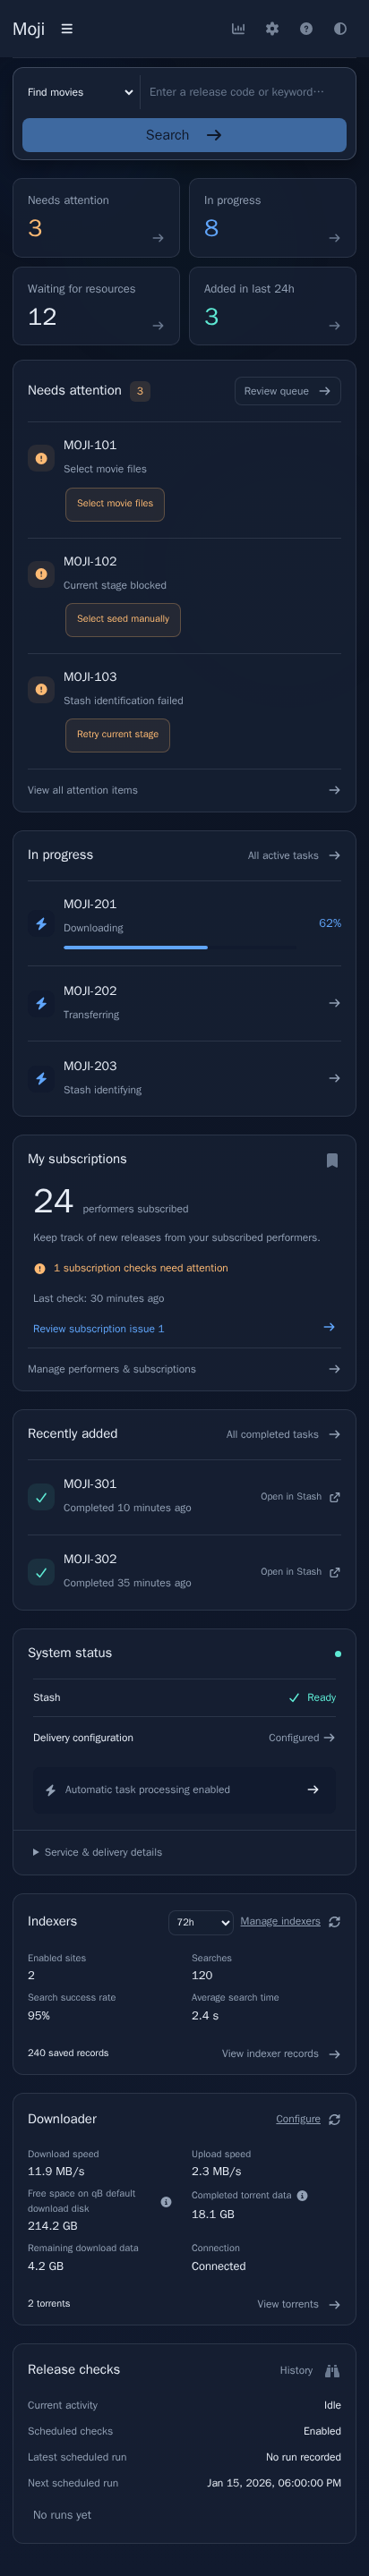 Moji
Find movies
Enter a release code or keyword···
Search
Needs attention
3
In progress
8
Waiting for resources
12
Added in last 24h
3
Needs attention 3
Review queue
MOJI-101
Select movie files
Select movie files
MOJI-102
Current stage blocked
Select seed manually
MOJI-103
Stash identification failed
Retry current stage
View all attention items
In progress
All active tasks
MOJI-201
Downloading
62%
MOJI-202
Transferring
MOJI-203
Stash identifying
My subscriptions
24 performers subscribed
Keep track of new releases from your subscribed performers.
1 subscription checks need attention
Last check: 30 minutes ago
Review subscription issue 1
Manage performers & subscriptions
Recently added
All completed tasks
MOJI-301
Completed 10 minutes ago
Open in Stash
MOJI-302
Completed 35 minutes ago
Open in Stash
System status
Stash
Ready
Delivery configuration
Configured
Automatic task processing enabled
Service & delivery details
Indexers
72h
Manage indexers
Enabled sites
2
Searches
120
Search success rate
95%
Average search time
2.4 s
240 saved records
View indexer records
Downloader
Configure
Download speed
11.9 MB/s
Upload speed
2.3 MB/s
Free space on qB default
download disk
214.2 GB
Completed torrent data
18.1 GB
Remaining download data
4.2 GB
Connection
Connected
2 torrents
View torrents
Release checks
History
Current activity
Idle
Scheduled checks
Enabled
Latest scheduled run
No run recorded
Next scheduled run
Jan 15, 2026, 06:00:00 PM
No runs yet